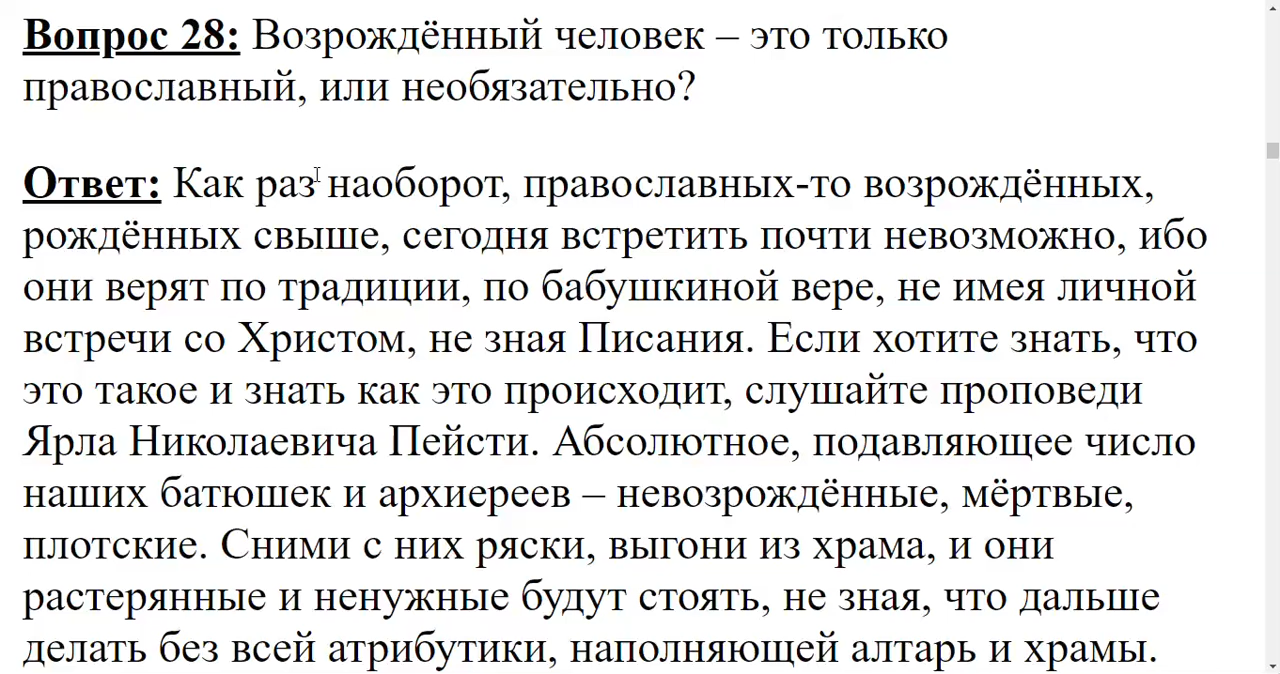 Вопрос 28: Возрождённый человек – это только
православный, или необязательно?
Ответ: Как раз наоборот, православных-то возрождённых,
рождённых свыше, сегодня встретить почти невозможно, ибо
они верят по традиции, по бабушкиной вере, не имея личной
встречи со Христом, не зная Писания. Если хотите знать, что
это такое и знать как это происходит, слушайте проповеди
Ярла Николаевича Пейсти. Абсолютное, подавляющее число
наших батюшек и архиереев – невозрождённые, мёртвые,
плотские. Сними с них ряски, выгони из храма, и они
растерянные и ненужные будут стоять, не зная, что дальше
делать без всей атрибутики, наполняющей алтарь и храмы.